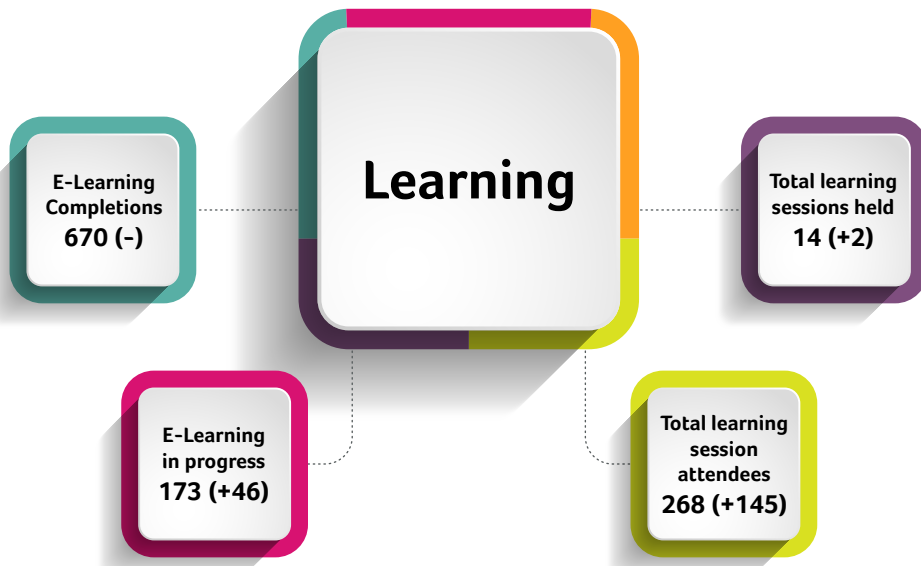 Learning
E-Learning
Completions
670 (-)
Total learning
sessions held
14 (+2)
E-Learning
in progress
173 (+46)
Total learning
session
attendees
268 (+145)